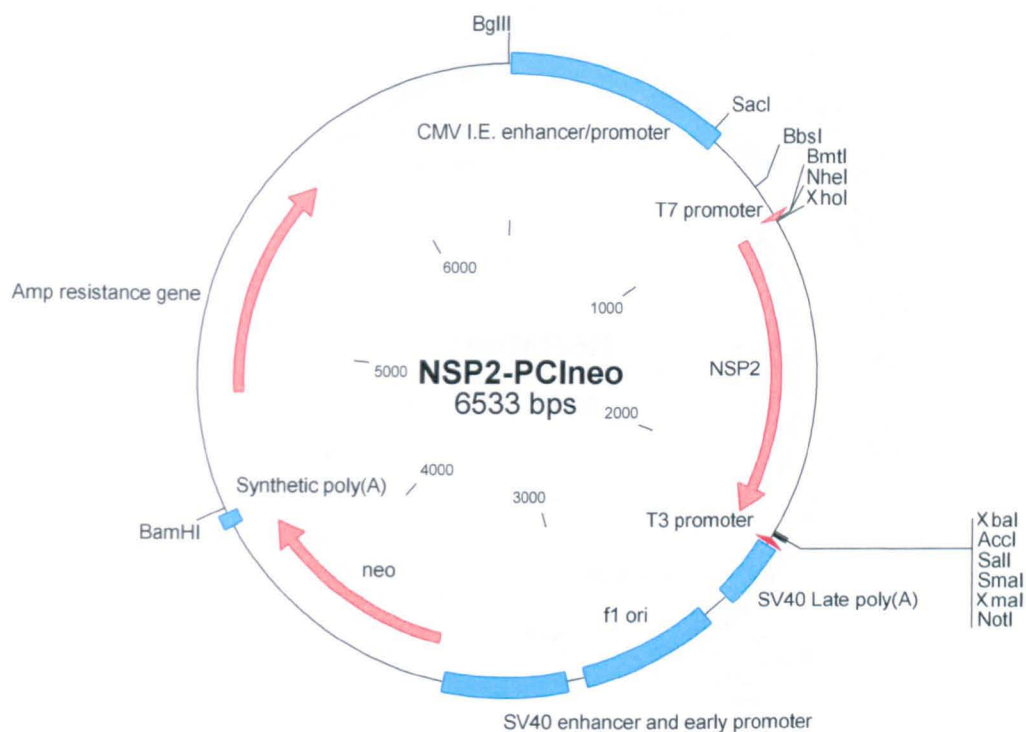 BglII
SacI
CMV I.E. enhancer/promoter
BbsI
BmtI
NheI
XhoI
T7 promoter
6000
1000
Amp resistance gene
NSP2-PCIneo
6533 bps
5000
NSP2
2000
4000
3000
Synthetic poly(A)
T3 promoter
BamHI
neo
XbaI
AccI
SalI
SmaI
XmaI
NotI
SV40 Late poly(A)
f1 ori
SV40 enhancer and early promoter